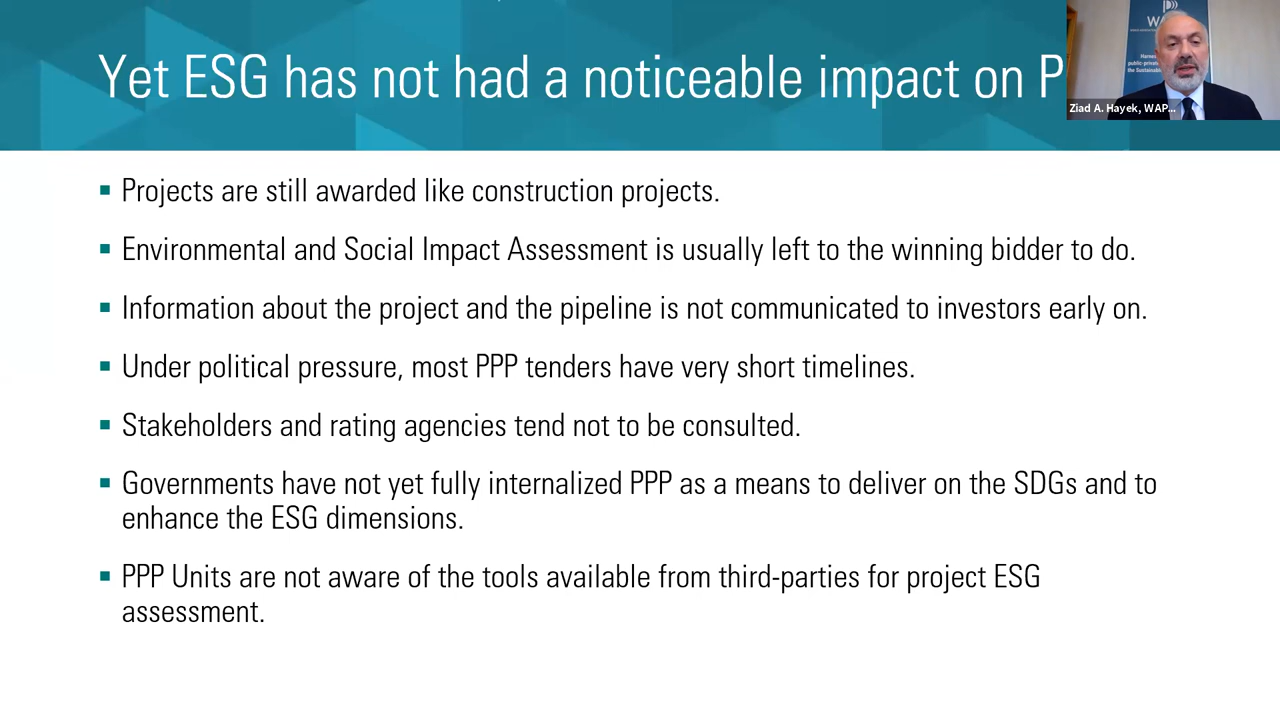 Yet ESG has not had a noticeable impact on P
WA
public-privat
the Sustainabl
Ziad A. Hayek, WAP...
▪ Projects are still awarded like construction projects.
▪ Environmental and Social Impact Assessment is usually left to the winning bidder to do.
▪ Information about the project and the pipeline is not communicated to investors early on.
▪ Under political pressure, most PPP tenders have very short timelines.
▪ Stakeholders and rating agencies tend not to be consulted.
▪ Governments have not yet fully internalized PPP as a means to deliver on the SDGs and to
enhance the ESG dimensions.
▪ PPP Units are not aware of the tools available from third-parties for project ESG
assessment.